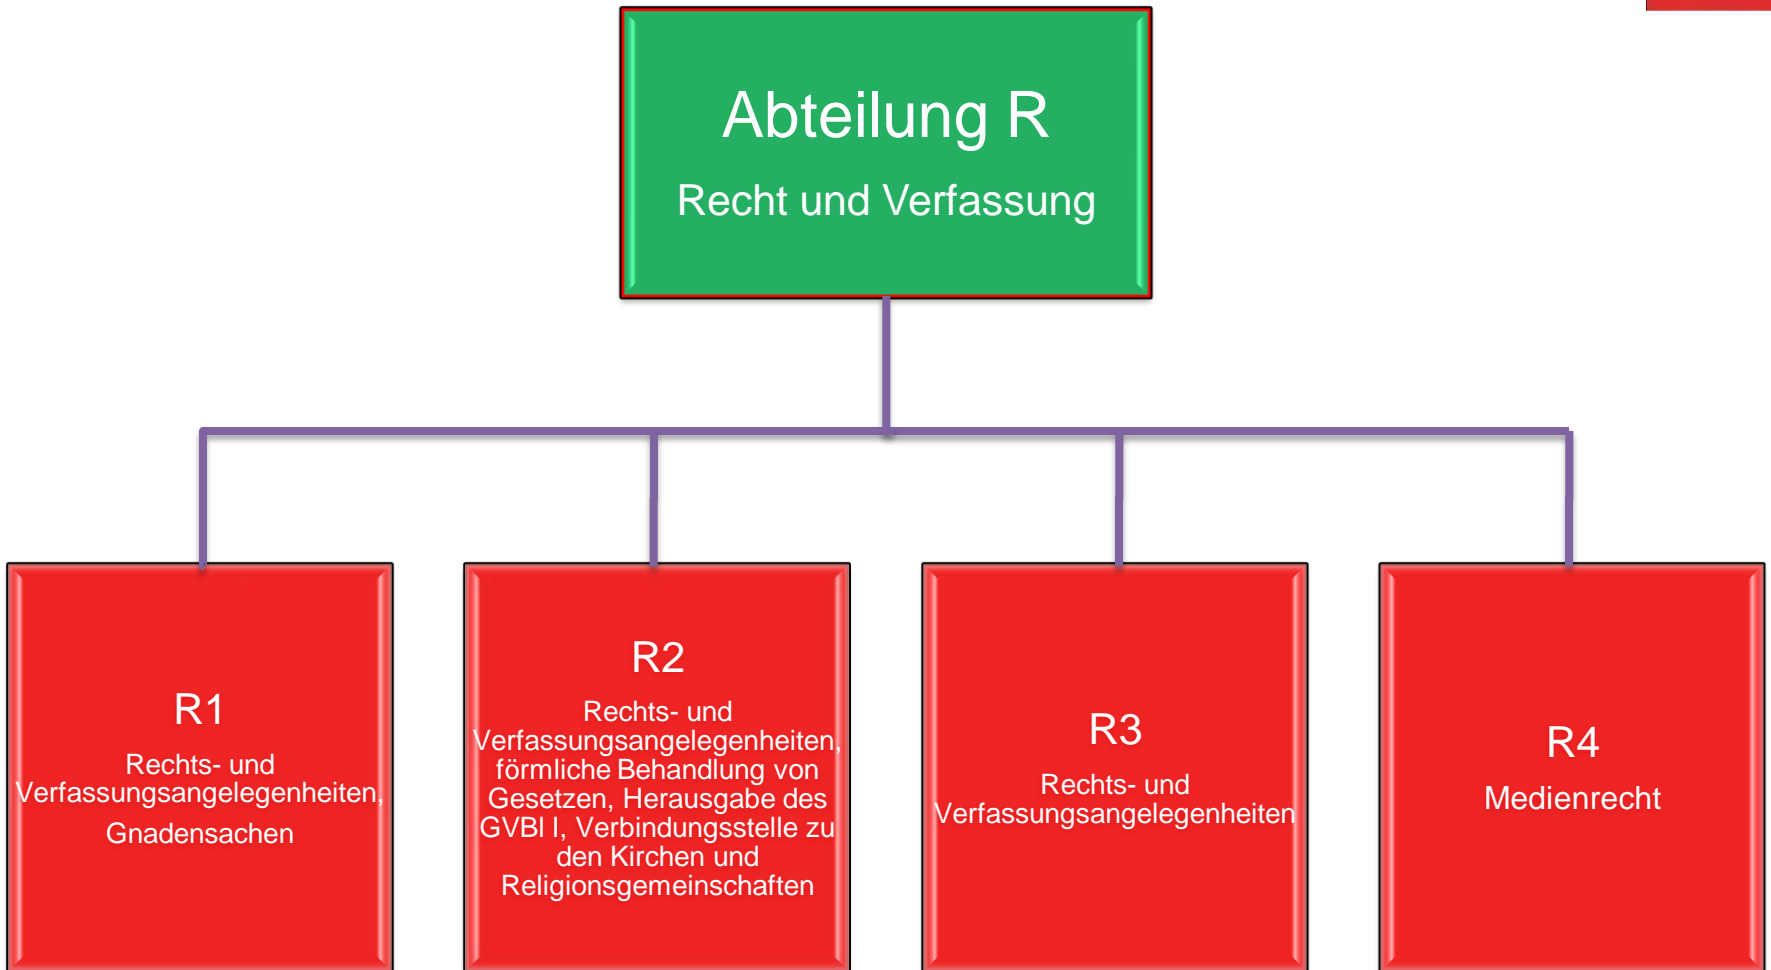 Abteilung R
Recht und Verfassung
R1
Rechts- und
Verfassungsangelegenheiten,
Gnadensachen
R2
Rechts- und
Verfassungsangelegenheiten,
förmliche Behandlung von
Gesetzen, Herausgabe des
GVBl I, Verbindungsstelle zu
den Kirchen und
Religionsgemeinschaften
R3
Rechts- und
Verfassungsangelegenheiten
R4
Medienrecht